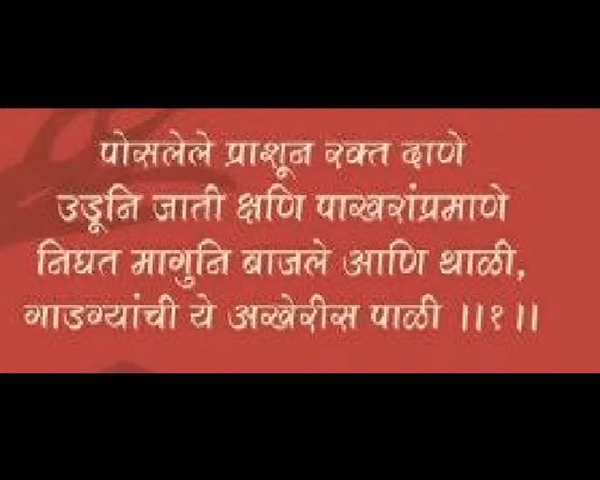 पोसलेले प्राशून रक्त दाणे
उडूनि जाती क्षणि पाखरांप्रमाणे
निघत मागुनि बाजले आणि थाळी,
गाडग्यांची ये अखेरीस पाळी ॥१॥